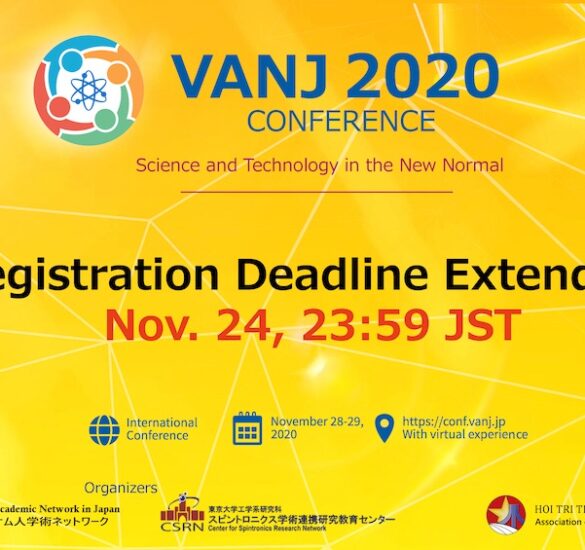 VANJ 2020
CONFERENCE
Science and Technology in the New Normal
egistration Deadline Extend
Nov. 24, 23:59 JST
International
Conference
November 28-29,
2020
https://conf.vanj.jp
With virtual experience
Organizers
cademic Network in Japan
ナム人学術ネットワーク
CSRN
東京大学工学系研究科
スピントロニクス学術連携研究教育センター
Center for Spintronics Research Network
HOI TRI T
Association